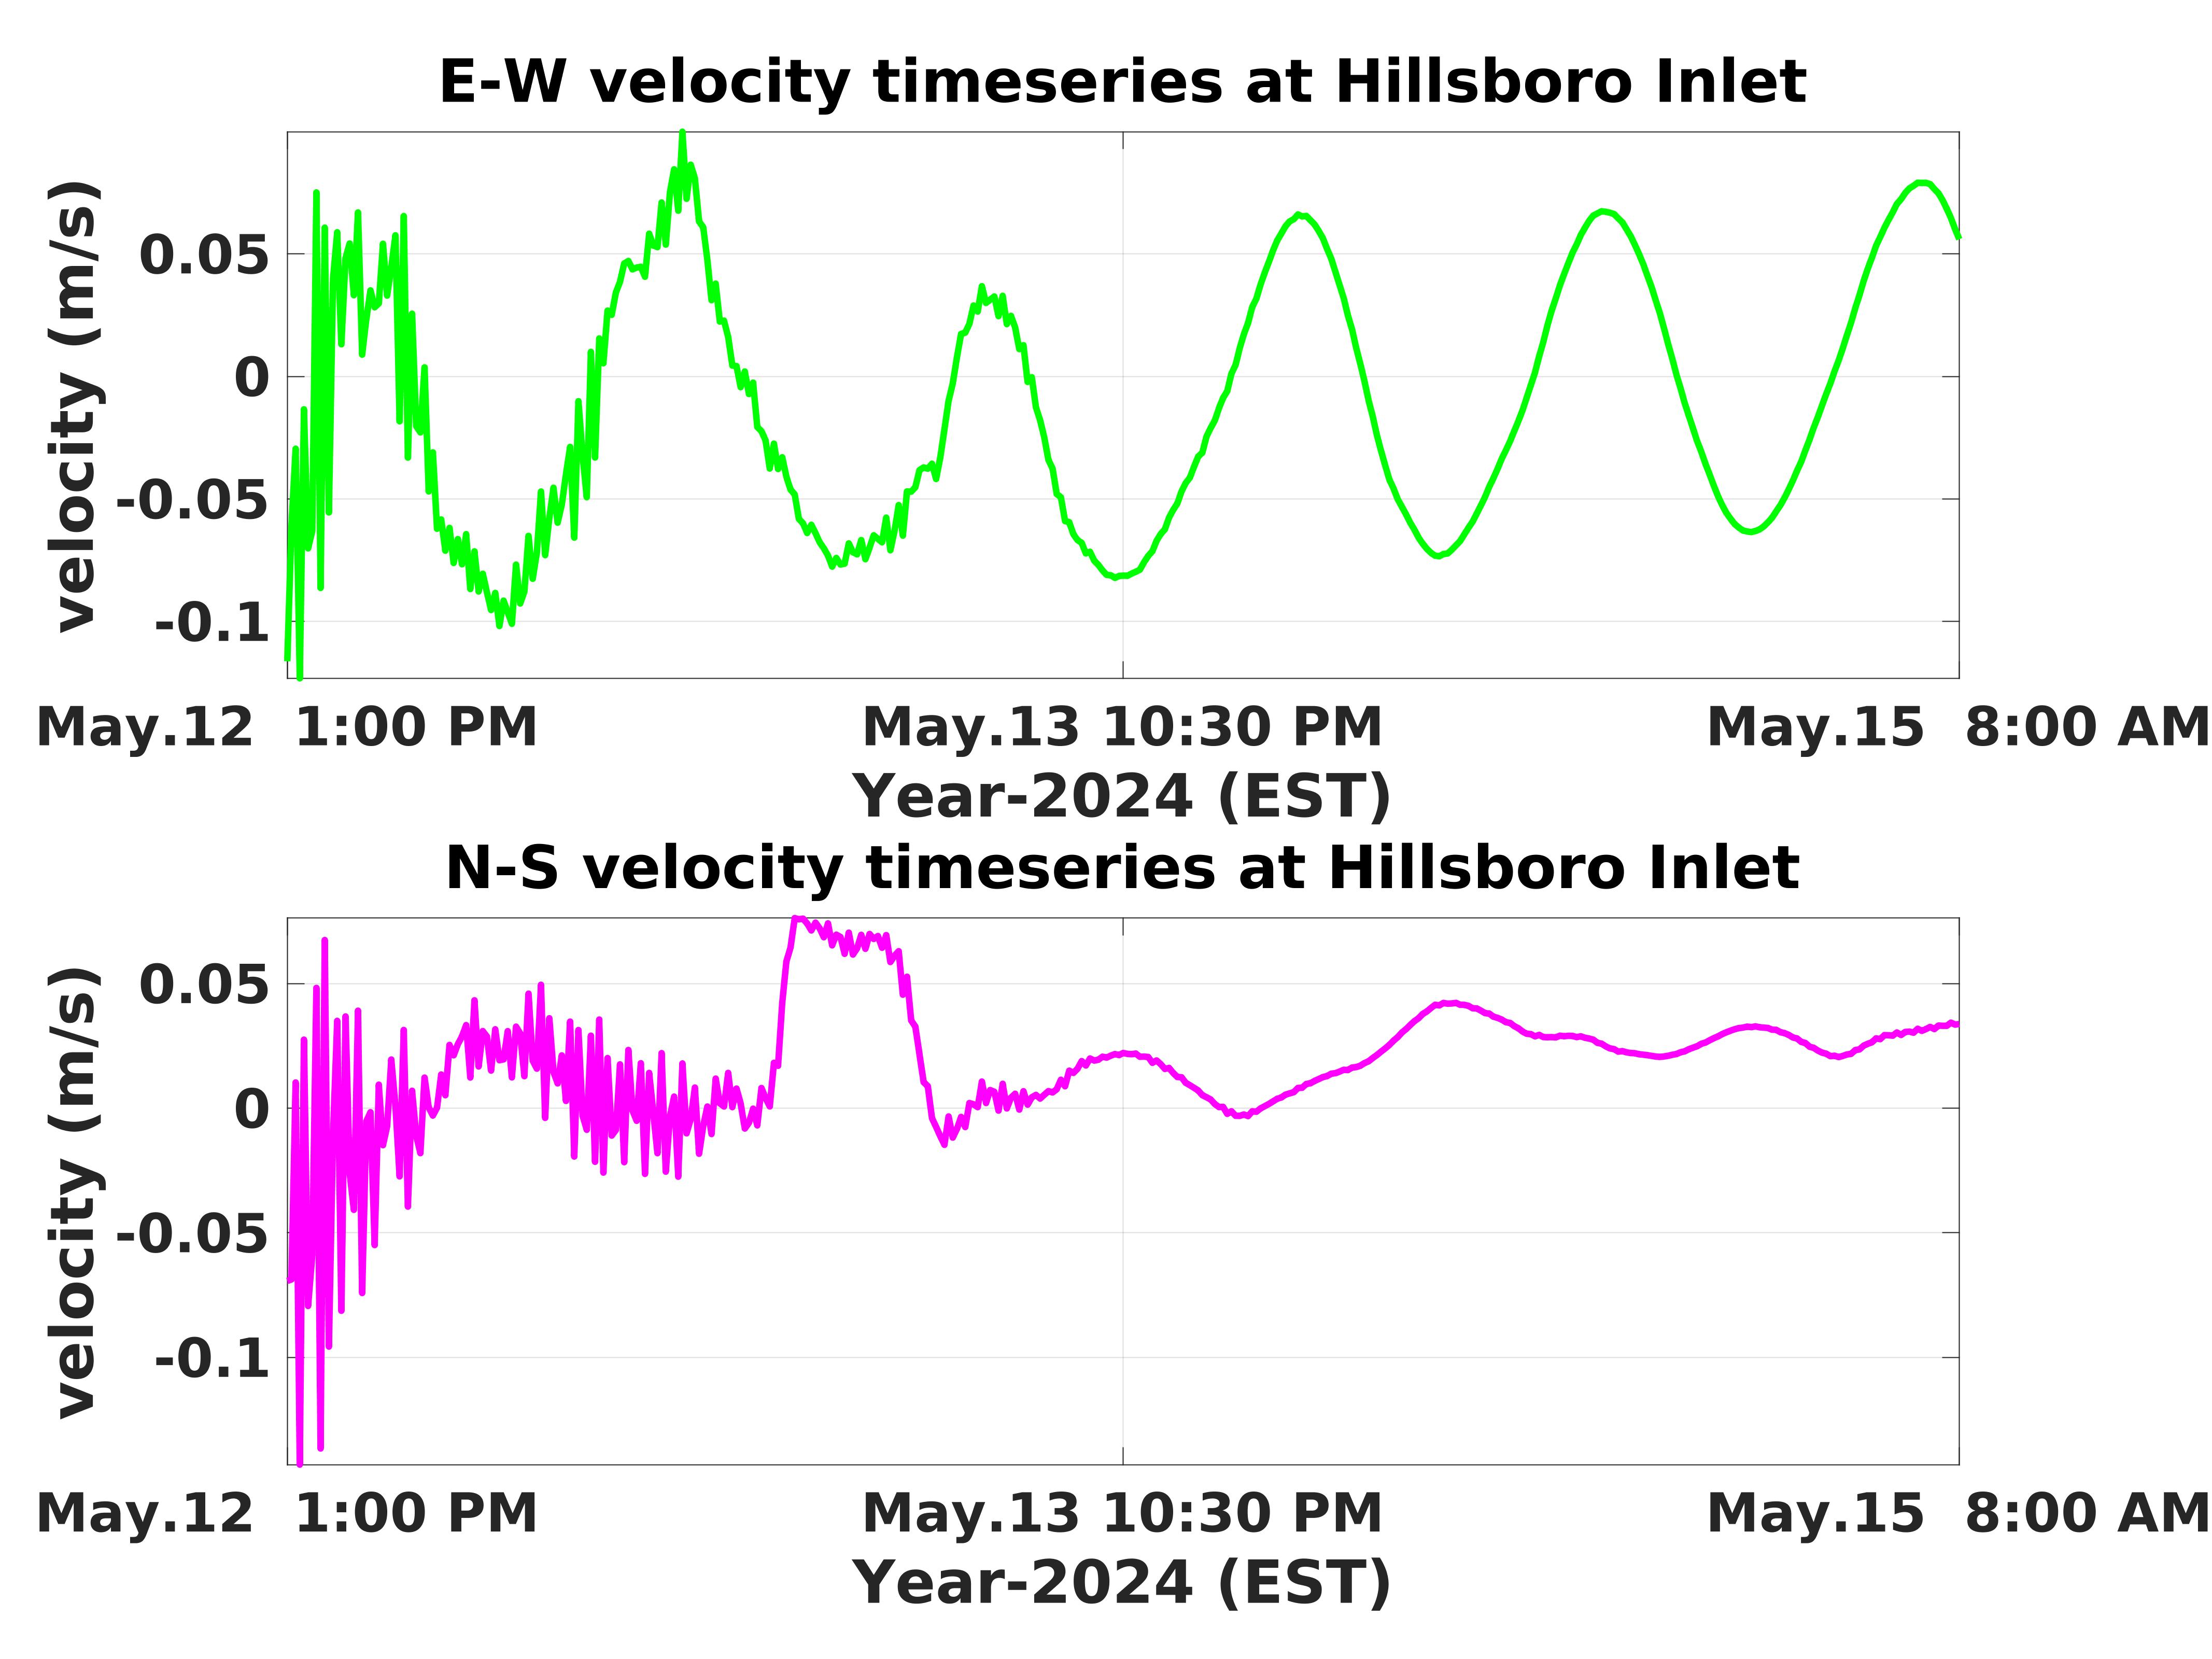 E-W velocity timeseries at Hillsboro Inlet
velocity (m/s)
0.05
0
-0.05
-0.1
May.12  1:00 PM
May.13 10:30 PM
May.15  8:00 AM
Year-2024 (EST)
N-S velocity timeseries at Hillsboro Inlet
velocity (m/s)
0.05
0
-0.05
-0.1
May.12  1:00 PM
May.13 10:30 PM
May.15  8:00 AM
Year-2024 (EST)